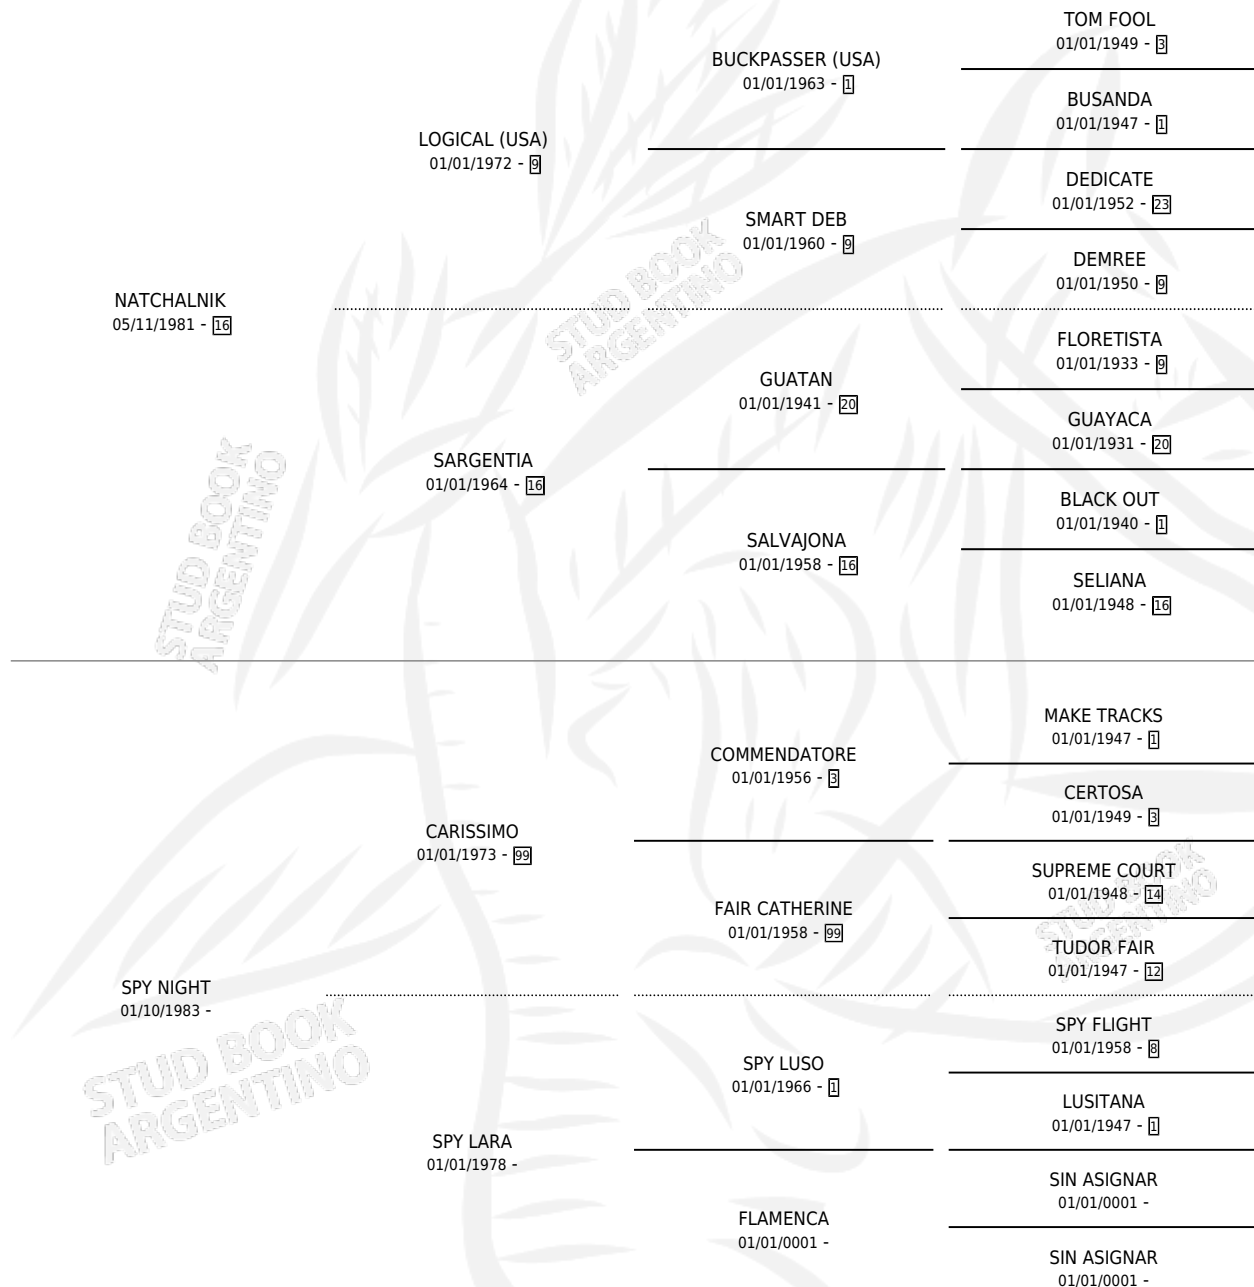 TOM FOOL
01/01/1949 - 3
BUCKPASSER (USA)
01/01/1963 - 1
BUSANDA
01/01/1947 - 1
LOGICAL (USA)
01/01/1972 - 9
DEDICATE
01/01/1952 - 23
SMART DEB
01/01/1960 - 9
DEMREE
01/01/1950 - 9
NATCHALNIK
05/11/1981 - 16
STUD BOOK
ARGENTINO
FLORETISTA
01/01/1933 - 9
GUATAN
01/01/1941 - 20
GUAYACA
01/01/1931 - 20
SARGENTIA
01/01/1964 - 16
BLACK OUT
01/01/1940 - 1
SALVAJONA
01/01/1958 - 16
SELIANA
01/01/1948 - 16
STUD BOOK
ARGENTINO
MAKE TRACKS
01/01/1947 - 1
COMMENDATORE
01/01/1956 - 3
CERTOSA
01/01/1949 - 3
CARISSIMO
01/01/1973 - 99
SUPREME COURT
01/01/1948 - 14
FAIR CATHERINE
01/01/1958 - 99
TUDOR FAIR
01/01/1947 - 12
STUD BOOK
ARGENTINO
SPY NIGHT
01/10/1983 -
SPY FLIGHT
01/01/1958 - 8
SPY LUSO
01/01/1966 - 1
LUSITANA
01/01/1947 - 1
STUD BOOK
ARGENTINO
SPY LARA
01/01/1978 -
SIN ASIGNAR
01/01/0001 -
FLAMENCA
01/01/0001 -
SIN ASIGNAR
01/01/0001 -